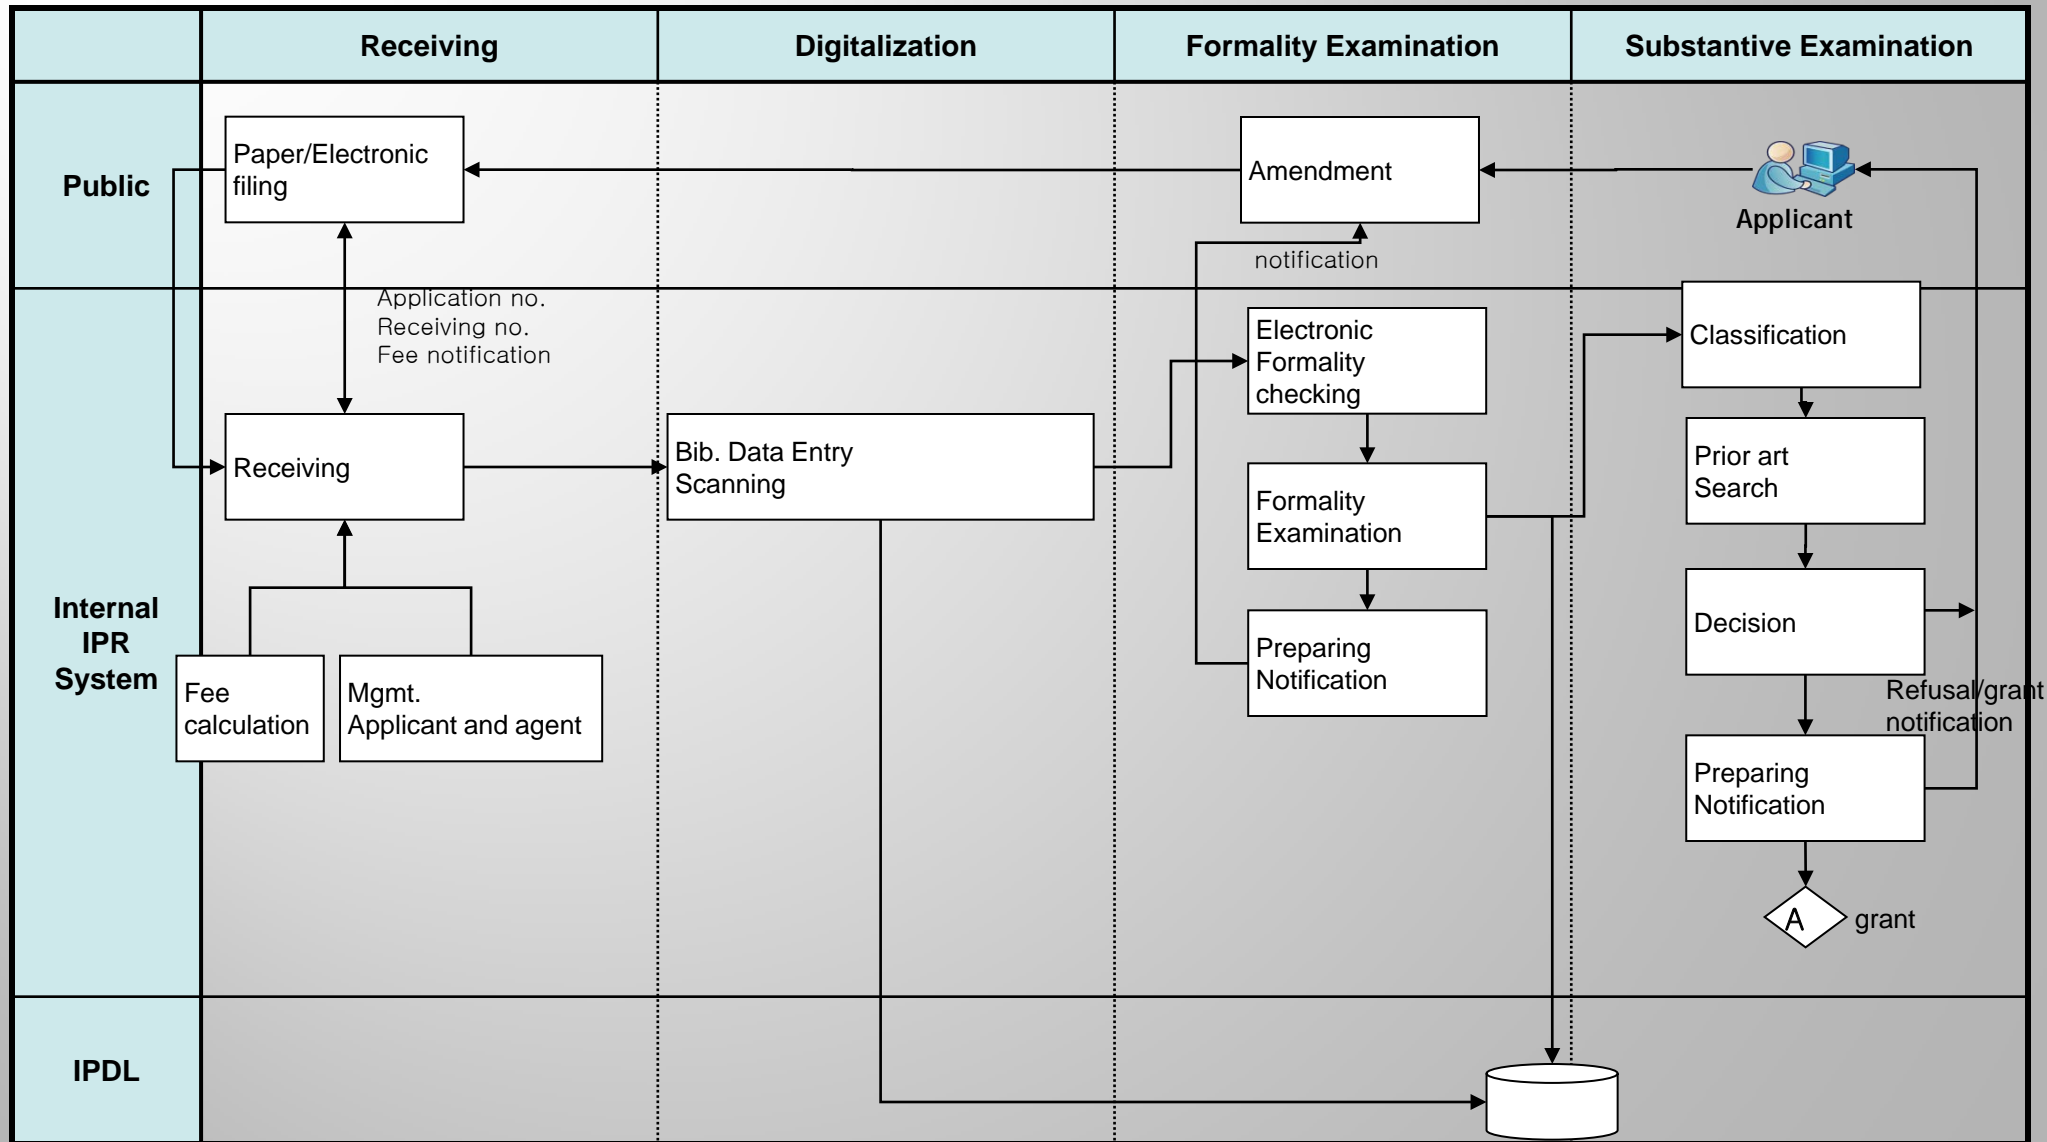 Receiving
Digitalization
Formality Examination
Substantive Examination
Public
Paper/Electronic
filing
Amendment
Applicant
notification
Application no.
Receiving no.
Fee notification
Internal
IPR
System
Receiving
Fee
calculation
Mgmt.
Applicant and agent
Bib. Data Entry
Scanning
Electronic
Formality
checking
Formality
Examination
Preparing
Notification
Classification
Prior art
Search
Decision
Refusal/grant
notification
Preparing
Notification
A
grant
IPDL